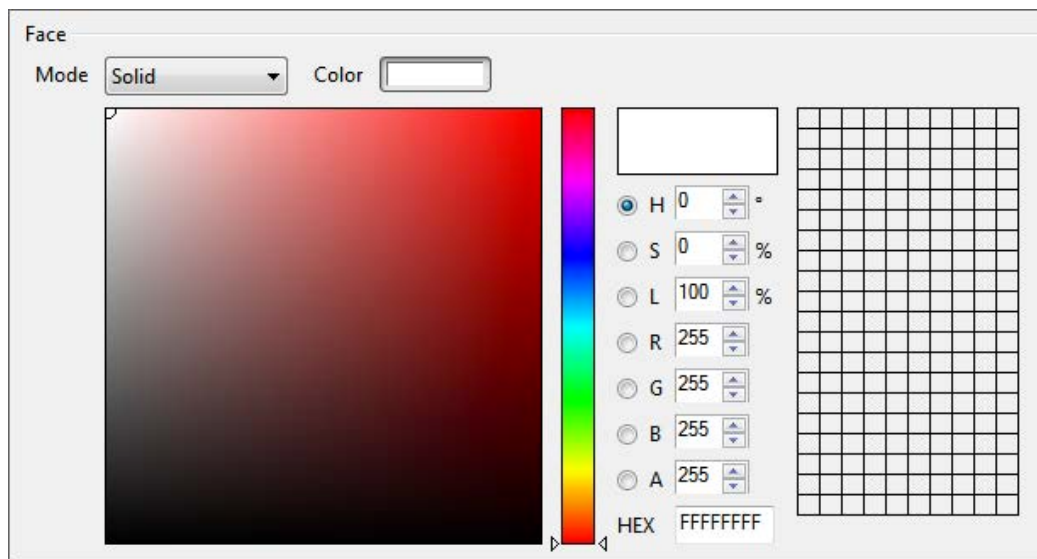 Face
Mode Solid Color
H 0 °
S 0 %
L 100 %
R 255
G 255
B 255
A 255
HEX FFFFFFFF